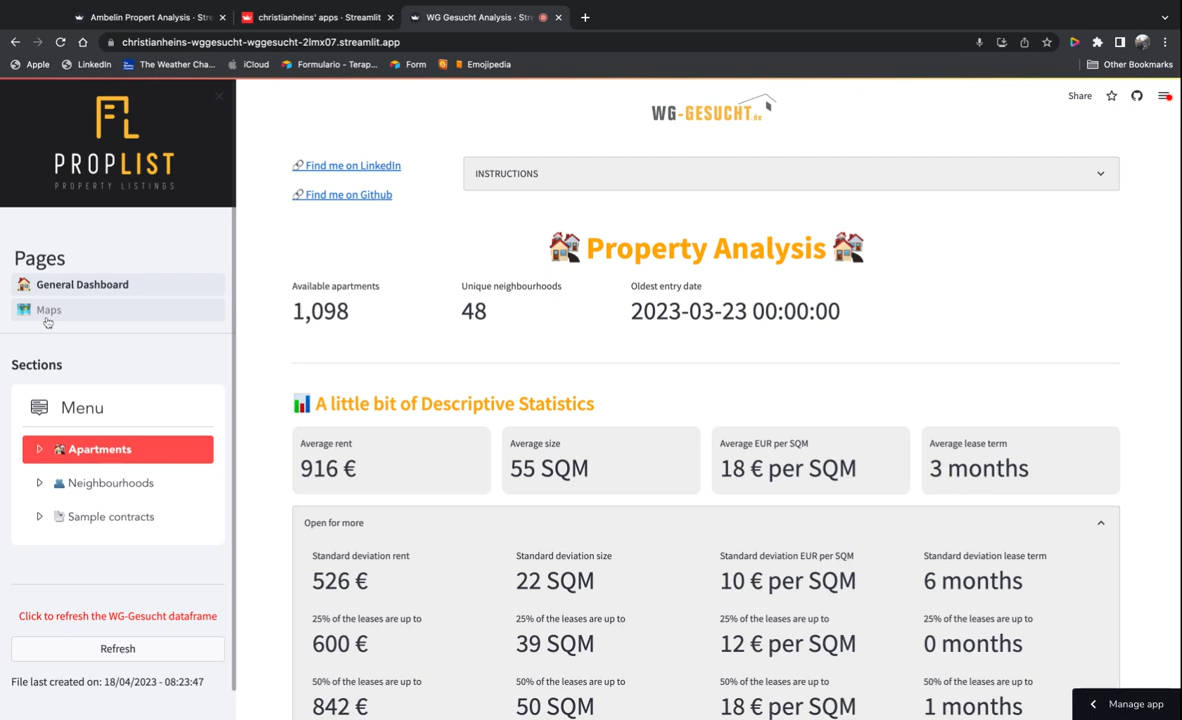 Ambelin Propert Analysis · Stre
christianheins' apps · Streamlit
WG Gesucht Analysis · Str
christianheins-wggesucht-wggesucht-2lmx07.streamlit.app
Apple
LinkedIn
The Weather Cha...
iCloud
Formulario - Terap...
Form
Emojipedia
Other Bookmarks
PROPLIST
PROPERTY LISTINGS
Pages
General Dashboard
Maps
Sections
Menu
Apartments
Neighbourhoods
Sample contracts
Click to refresh the WG-Gesucht dataframe
Refresh
File last created on: 18/04/2023 - 08:23:47
Share
WG-GESUCHT.de
Find me on LinkedIn
Find me on Github
INSTRUCTIONS
Property Analysis
Available apartments
1,098
Unique neighbourhoods
48
Oldest entry date
2023-03-23 00:00:00
A little bit of Descriptive Statistics
Average rent
916 €
Average size
55 SQM
Average EUR per SQM
18 € per SQM
Average lease term
3 months
Open for more
Standard deviation rent
526 €
Standard deviation size
22 SQM
Standard deviation EUR per SQM
10 € per SQM
Standard deviation lease term
6 months
25% of the leases are up to
600 €
25% of the leases are up to
39 SQM
25% of the leases are up to
12 € per SQM
25% of the leases are up to
0 months
50% of the leases are up to
842 €
50% of the leases are up to
50 SQM
50% of the leases are up to
18 € per SQM
50% of the leases are up to
1 months
Manage app